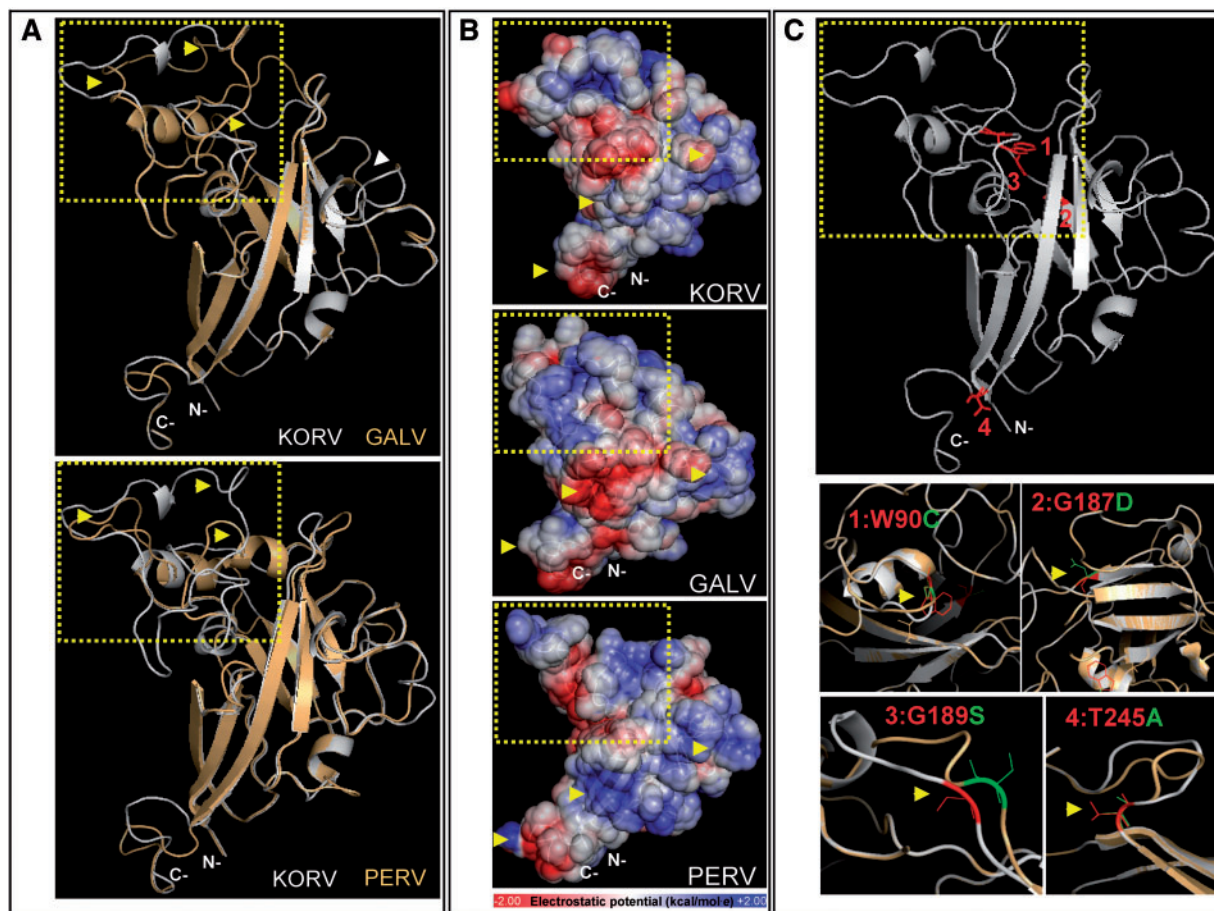 A
N-
C-
KORV GALV
N-
C-
KORV PERV
B
C- N-
KORV
C- N-
GALV
C- N-
PERV
-2.00 Electrostatic potential (kcal/mol e) +2.00
C
1
3
2
4
C- N-
1:W90C
2:G187D
3:G189S
4:T245A